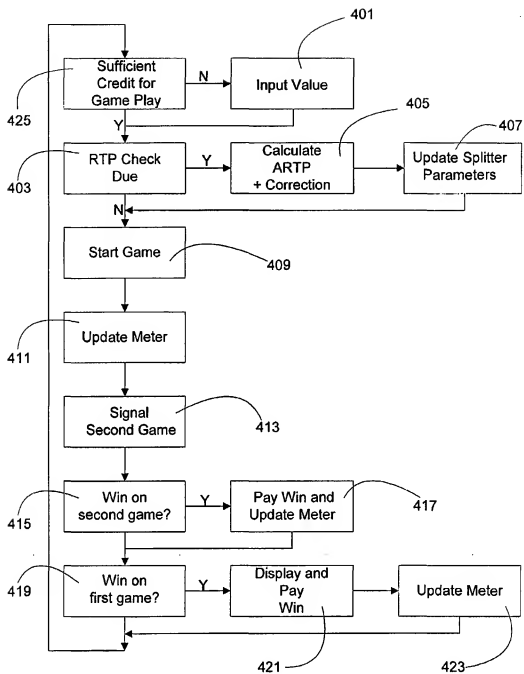 401
Sufficient
Credit for
Game Play
N
Input Value
425
Y
405
407
RTP Check
Due
Y
Calculate
ARTP
+ Correction
Update Splitter
Parameters
403
N
Start Game
409
Update Meter
411
Signal
Second Game
413
Win on
second game?
Y
Pay Win and
Update Meter
417
415
Win on
first game?
Y
Display and
Pay
Win
Update Meter
419
421
423